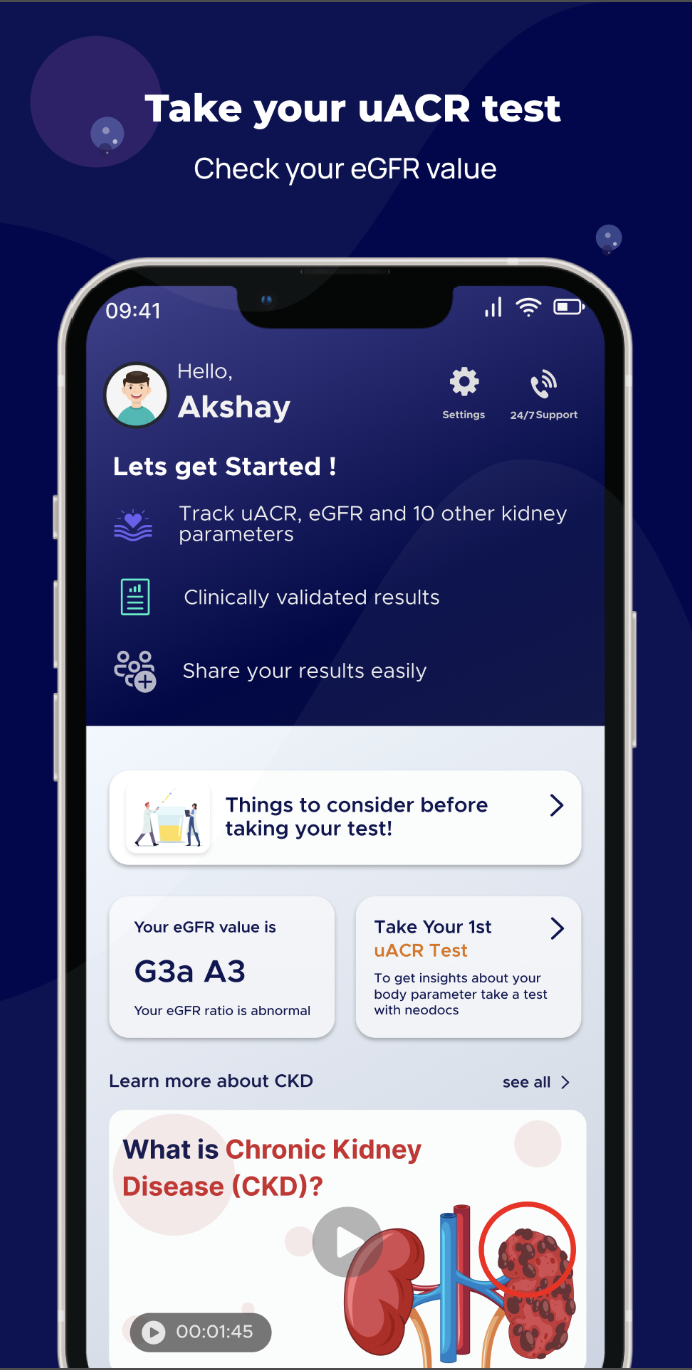 Take your uACR test
Check your eGFR value
09:41
Hello,
Akshay
Settings
24/7 Support
Lets get Started !
Track uACR, eGFR and 10 other kidney
parameters
Clinically validated results
Share your results easily
Things to consider before
taking your test!
Your eGFR value is
G3a A3
Your eGFR ratio is abnormal
Take Your 1st
uACR Test
To get insights about your
body parameter take a test
with neodocs
Learn more about CKD
see all
What is Chronic Kidney
Disease (CKD)?
00:01:45